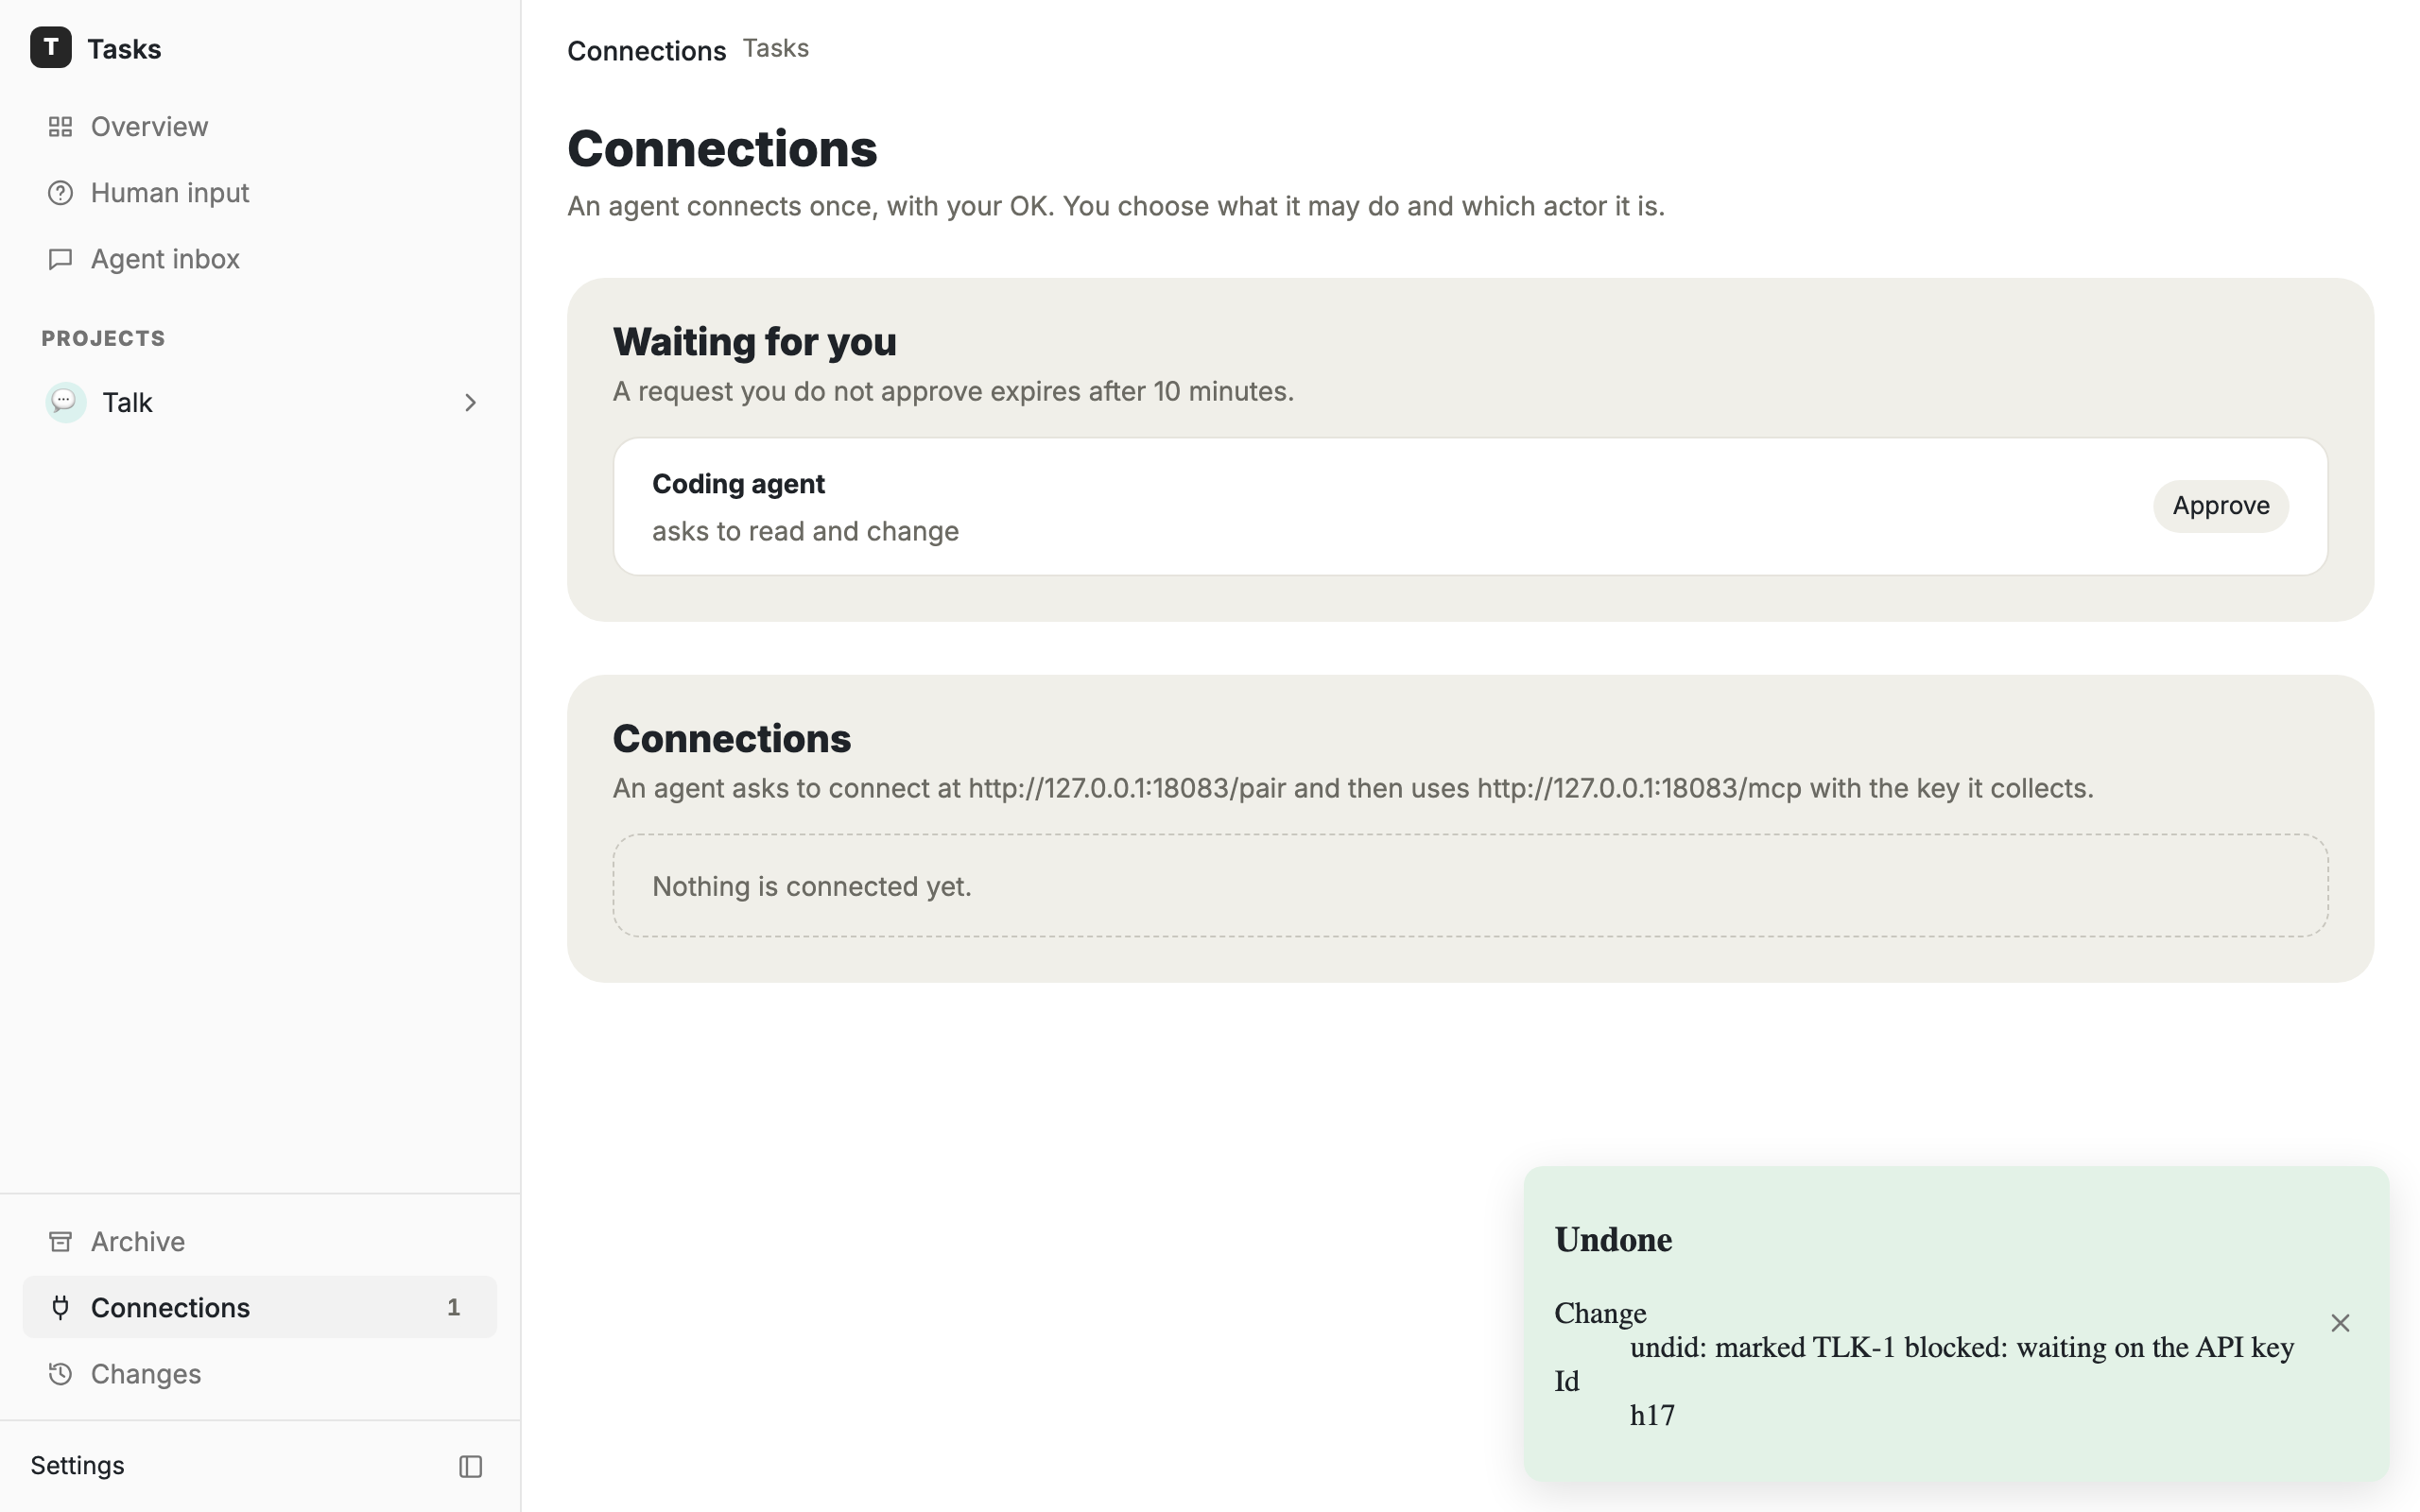 T Tasks
Overview
Human input
Agent inbox
PROJECTS
Talk
Archive
Connections 1
Changes
Settings
Connections Tasks
Connections
An agent connects once, with your OK. You choose what it may do and which actor it is.
Waiting for you
A request you do not approve expires after 10 minutes.
Coding agent
asks to read and change
Approve
Connections
An agent asks to connect at http://127.0.0.1:18083/pair and then uses http://127.0.0.1:18083/mcp with the key it collects.
Nothing is connected yet.
Undone
Change
undid: marked TLK-1 blocked: waiting on the API key
Id
h17